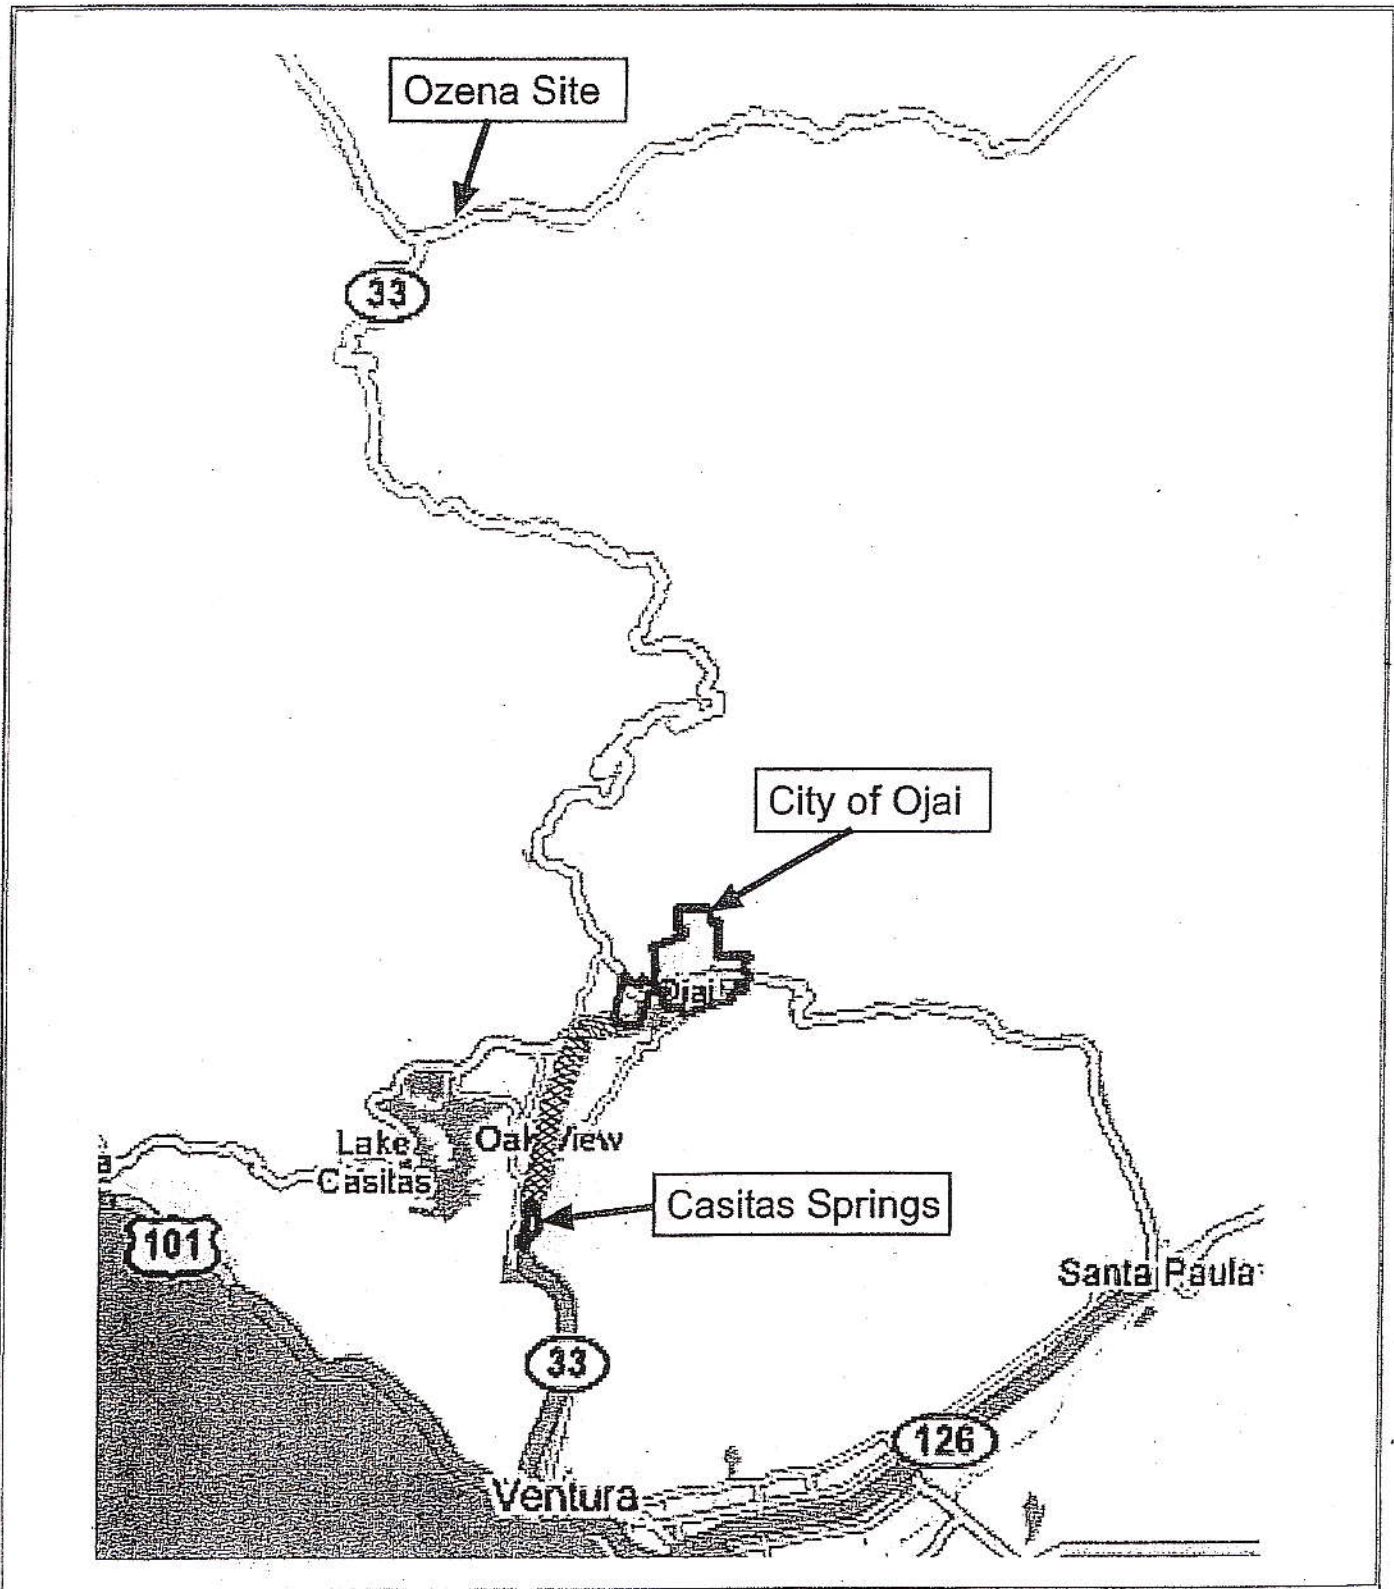 Ozena Site
33
City of Ojai
Ojai
Lake
Casitas
Oak View
Casitas Springs
101
Santa Paula
33
126
Ventura